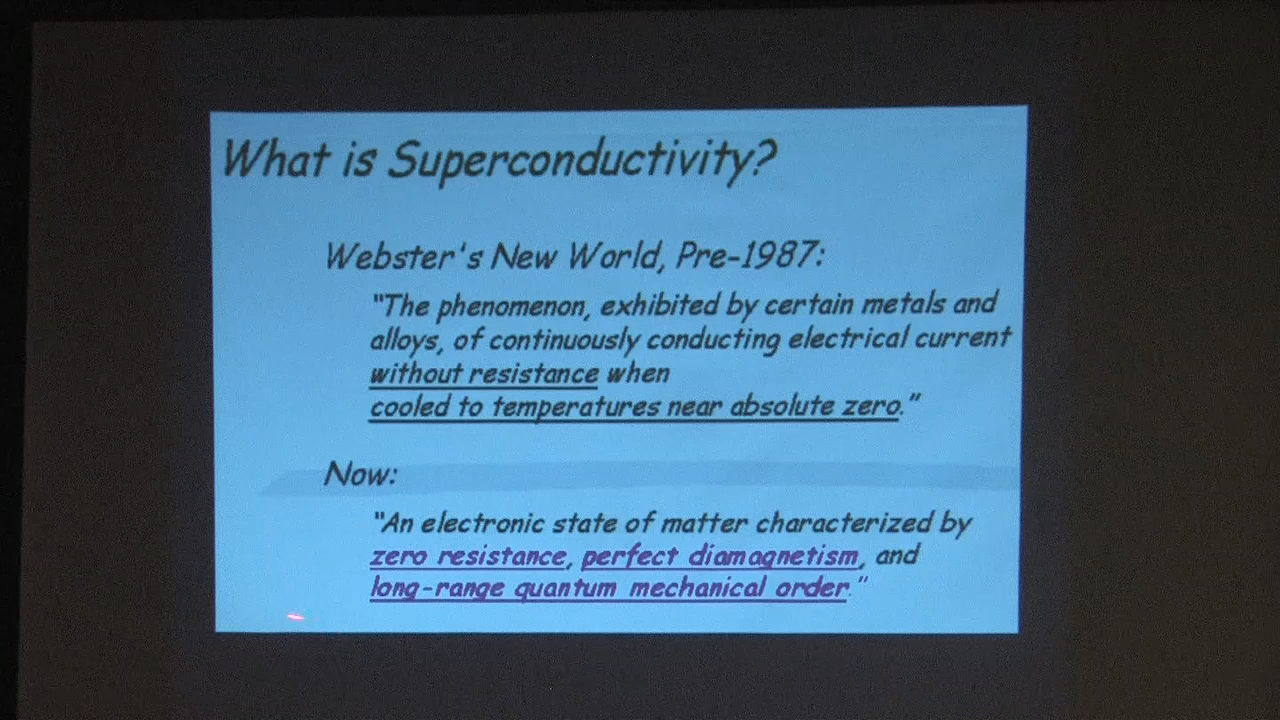 What is Superconductivity?
Webster's New World, Pre-1987:
"The phenomenon, exhibited by certain metals and
alloys, of continuously conducting electrical current
without resistance when
cooled to temperatures near absolute zero."
Now:
"An electronic state of matter characterized by
zero resistance, perfect diamagnetism, and
long-range quantum mechanical order."